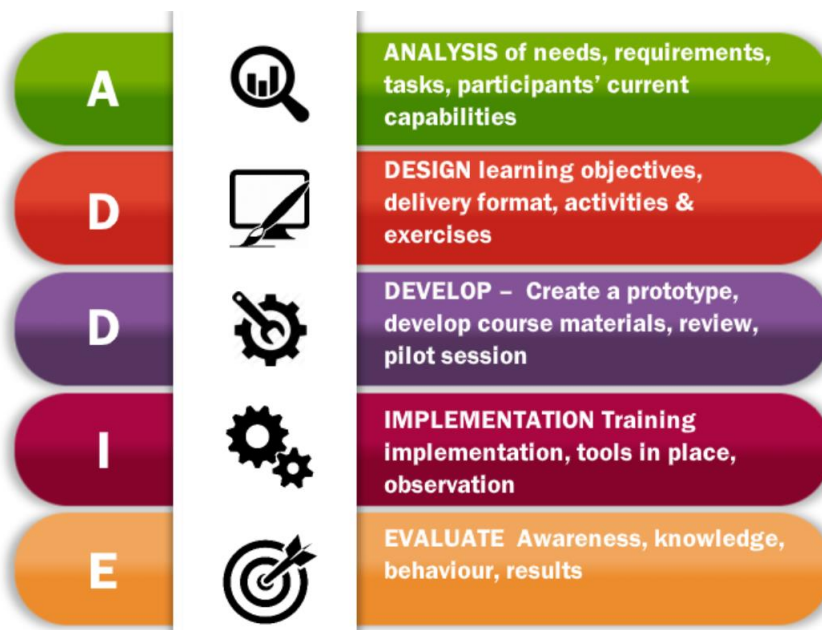 A
ANALYSIS of needs, requirements,
tasks, participants’ current
capabilities
D
DESIGN learning objectives,
delivery format, activities &
exercises
D
DEVELOP – Create a prototype,
develop course materials, review,
pilot session
I
IMPLEMENTATION Training
implementation, tools in place,
observation
E
EVALUATE Awareness, knowledge,
behaviour, results